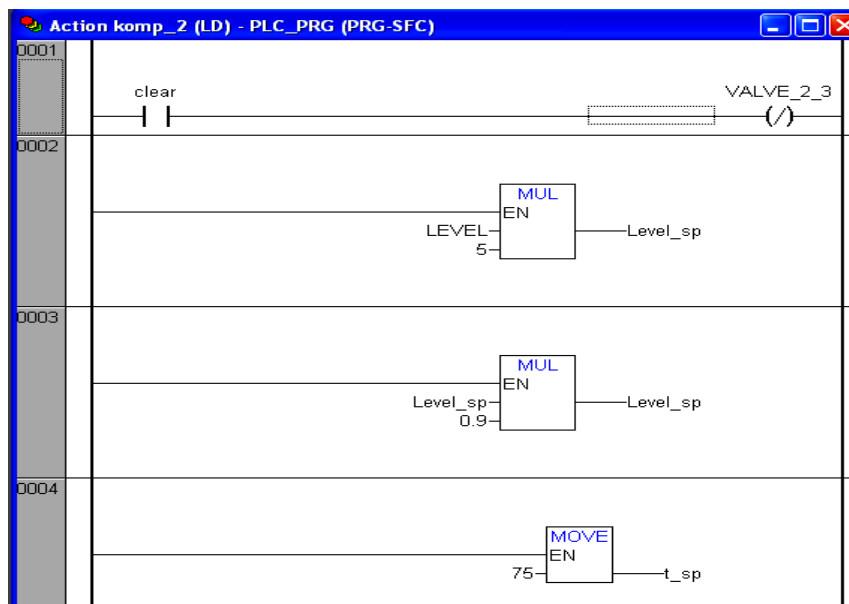 Action komp_2 (LD) - PLC_PRG (PRG-SFC)
0001
clear
VALVE_2_3
(/)
0002
MUL
EN
LEVEL
5
Level_sp
0003
MUL
EN
Level_sp
0.9
Level_sp
0004
MOVE
EN
75
t_sp